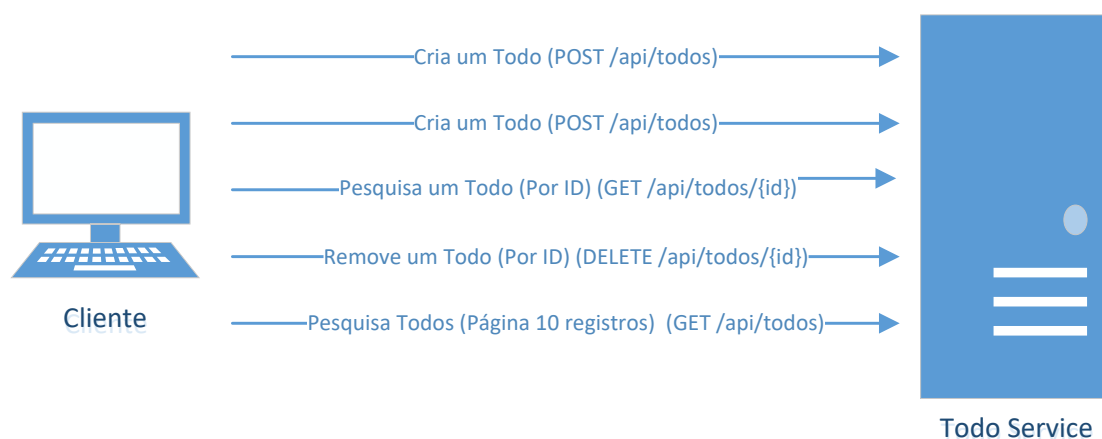 Cria um Todo (POST /api/todos)
Cria um Todo (POST /api/todos)
Pesquisa um Todo (Por ID) (GET /api/todos/{id})
Remove um Todo (Por ID) (DELETE /api/todos/{id})
Cliente
Pesquisa Todos (Página 10 registros) (GET /api/todos)
Todo Service